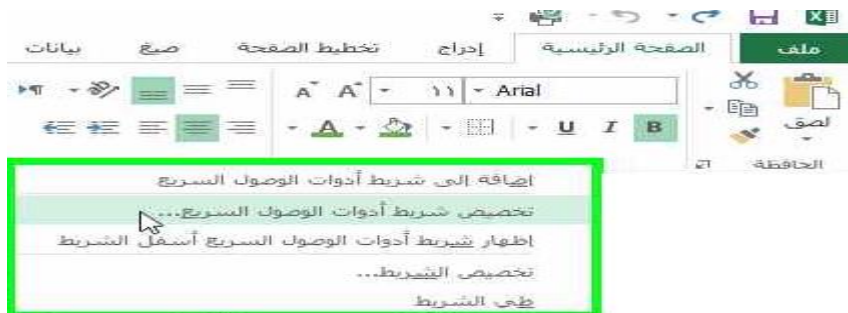 ملف الصفحة الرئيسية إدراج تخطيط الصفحة صيغ بيانات
Arial ١١ A A
لصق B I U A
الحافظة
إضافة إلى شريط أدوات الوصول السريع
تخصيص شريط أدوات الوصول السريع...
إظهار شريط أدوات الوصول السريع أسفل الشريط
تخصيص الشريط...
طي الشريط